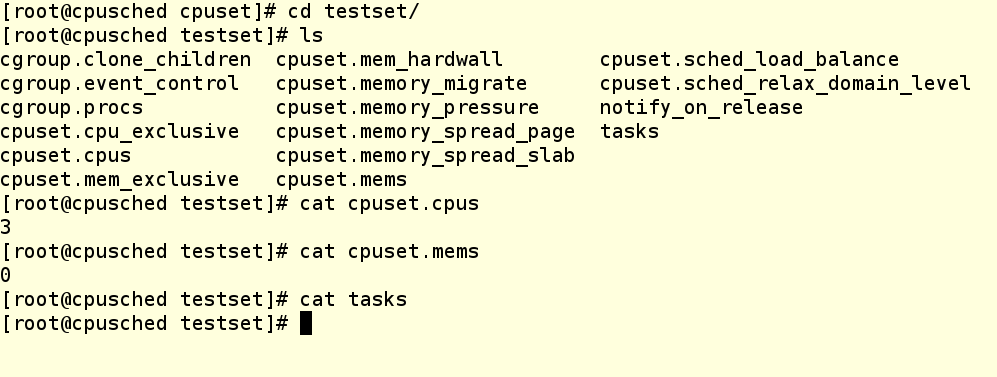 [root@cpusched cpuset]# cd testset/
[root@cpusched testset]# ls
cgroup.clone_children  cpuset.mem_hardwall        cpuset.sched_load_balance
cgroup.event_control   cpuset.memory_migrate      cpuset.sched_relax_domain_level
cgroup.procs           cpuset.memory_pressure     notify_on_release
cpuset.cpu_exclusive   cpuset.memory_spread_page  tasks
cpuset.cpus            cpuset.memory_spread_slab
cpuset.mem_exclusive   cpuset.mems
[root@cpusched testset]# cat cpuset.cpus
3
[root@cpusched testset]# cat cpuset.mems
0
[root@cpusched testset]# cat tasks
[root@cpusched testset]#